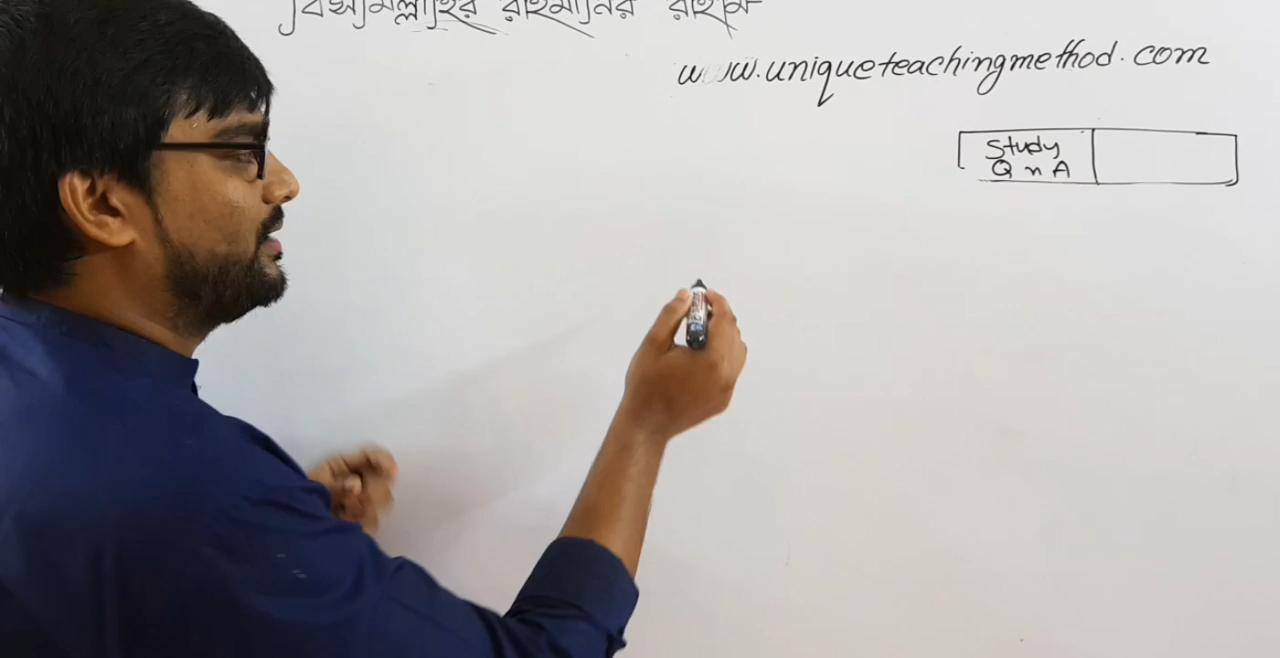 বিসমিল্লাহির রাহমানির রাহিম
www.uniqueteachingmethod.com
Study
Q n A